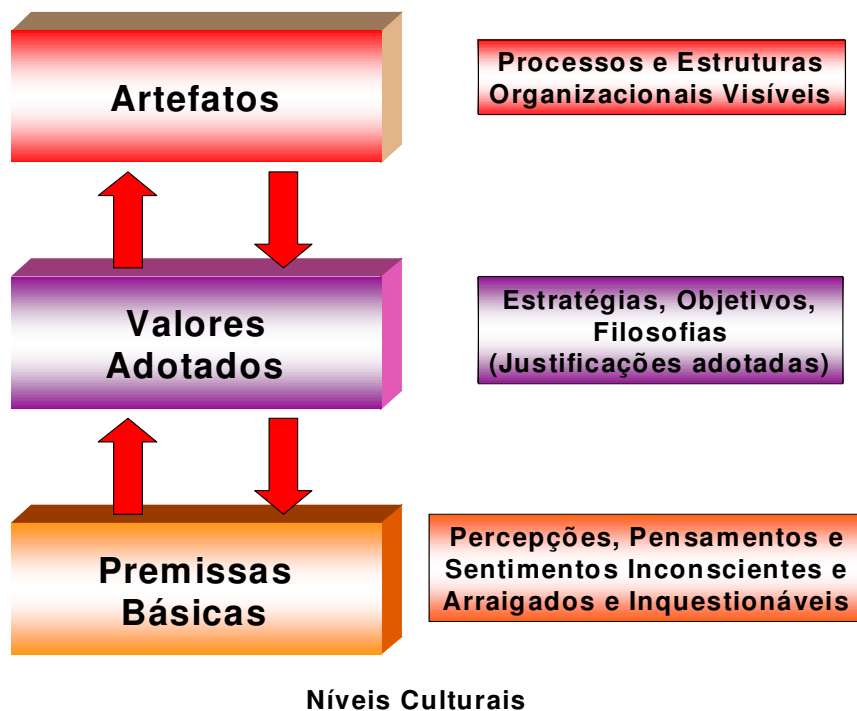 Artefatos
Processos e Estruturas
Organizacionais Visíveis
Valores
Adotados
Estratégias, Objetivos,
Filosofias
(Justificações adotadas)
Premissas
Básicas
Percepções, Pensamentos e
Sentimentos Inconscientes e
Arraigados e Inquestionáveis
Níveis Culturais